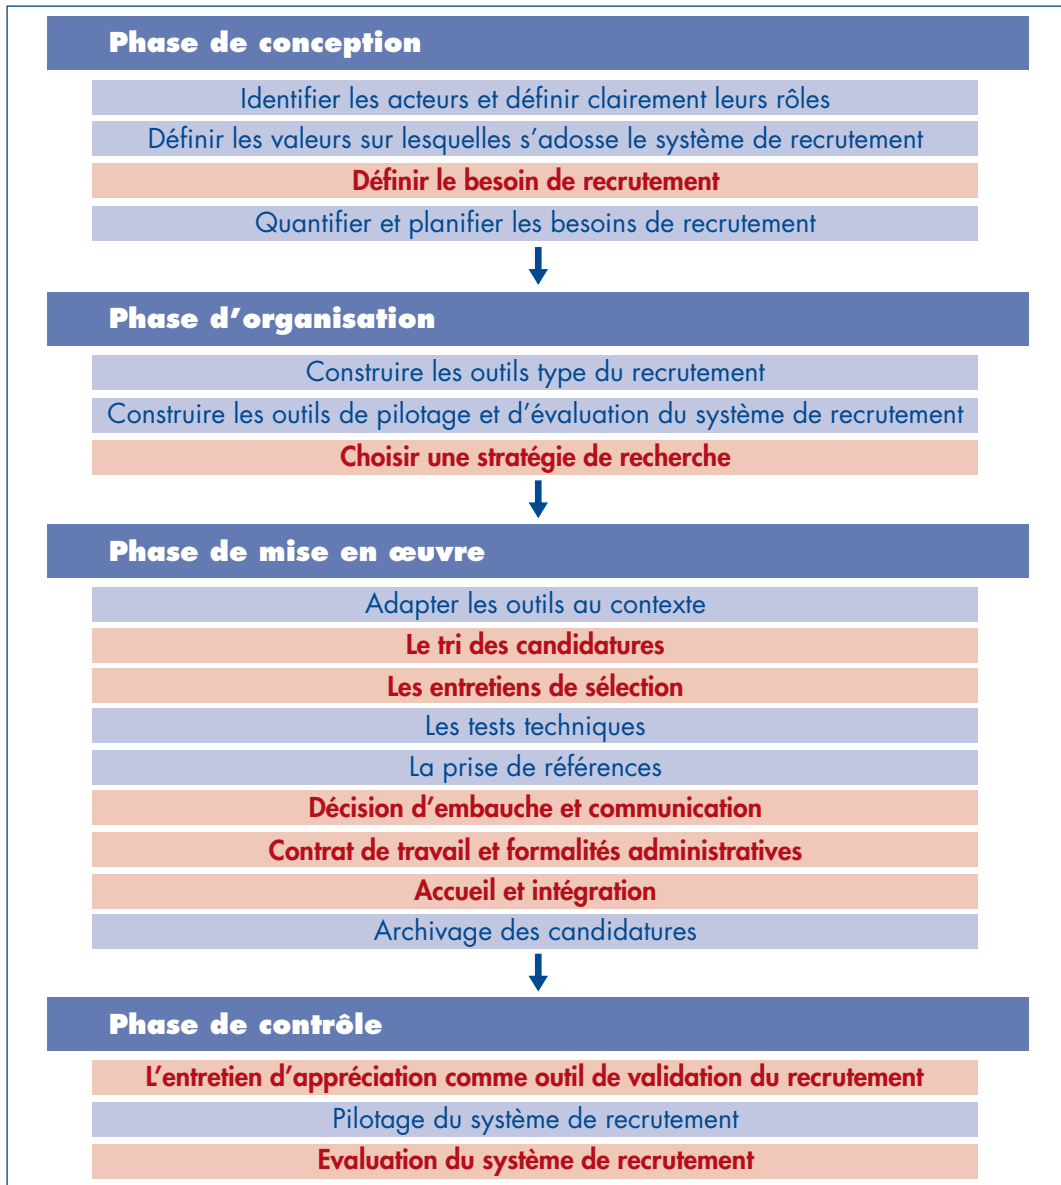 Phase de conception
Identifier les acteurs et définir clairement leurs rôles
Définir les valeurs sur lesquelles s’adosse le système de recrutement
Définir le besoin de recrutement
Quantifier et planifier les besoins de recrutement
Phase d’organisation
Construire les outils type du recrutement
Construire les outils de pilotage et d’évaluation du système de recrutement
Choisir une stratégie de recherche
Phase de mise en œuvre
Adapter les outils au contexte
Le tri des candidatures
Les entretiens de sélection
Les tests techniques
La prise de références
Décision d’embauche et communication
Contrat de travail et formalités administratives
Accueil et intégration
Archivage des candidatures
Phase de contrôle
L’entretien d’appréciation comme outil de validation du recrutement
Pilotage du système de recrutement
Evaluation du système de recrutement